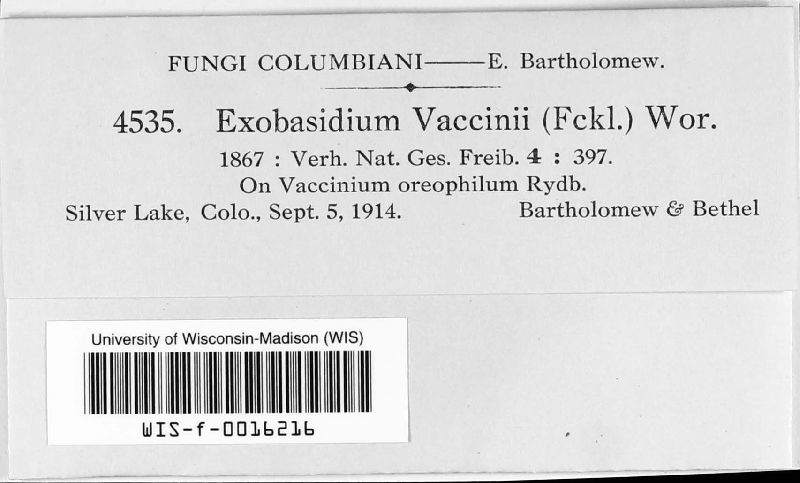 FUNGI COLUMBIANI——E. Bartholomew.
4535. Exobasidium Vaccinii (Fckl.) Wor.
1867 : Verh. Nat. Ges. Freib. 4 : 397.
On Vaccinium oreophilum Rydb.
Silver Lake, Colo., Sept. 5, 1914. Bartholomew & Bethel
University of Wisconsin-Madison (WIS)
WIS-f-0016216